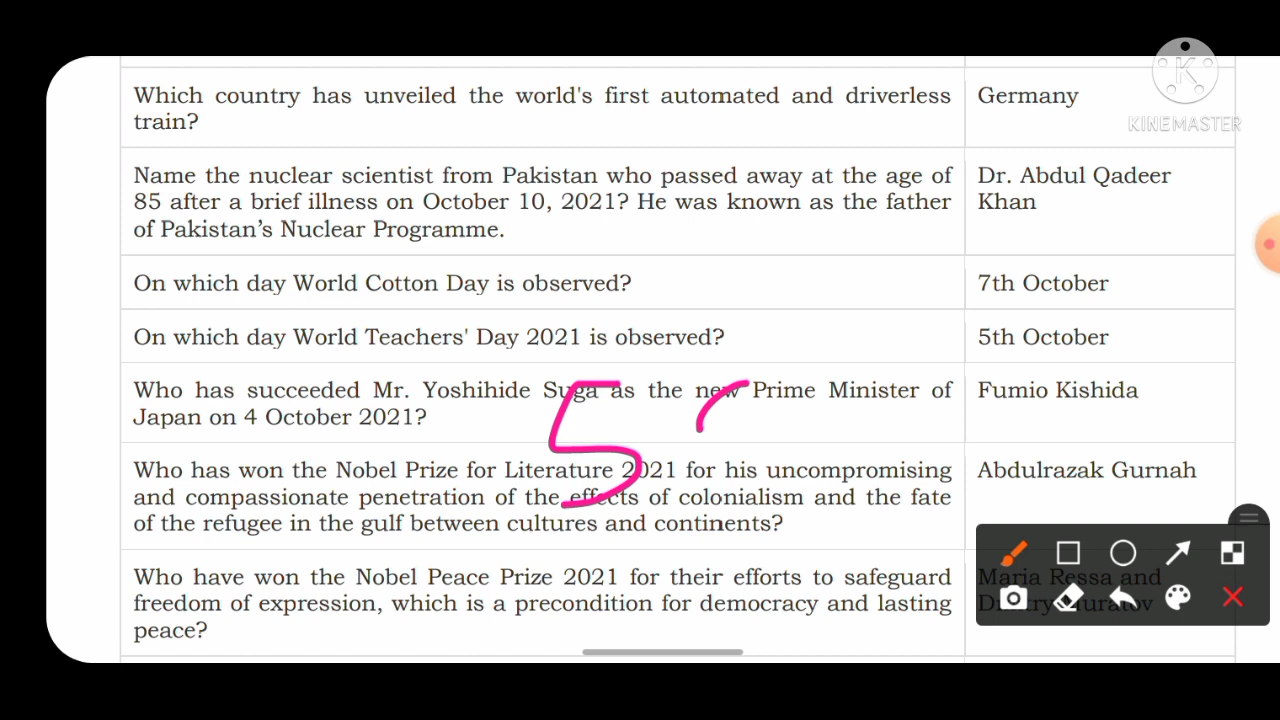 Which country has unveiled the world's first automated and driverless
train?
Germany
KINEMASTER
Name the nuclear scientist from Pakistan who passed away at the age of
85 after a brief illness on October 10, 2021? He was known as the father
of Pakistan’s Nuclear Programme.
Dr. Abdul Qadeer
Khan
On which day World Cotton Day is observed?
7th October
On which day World Teachers' Day 2021 is observed?
5th October
Who has succeeded Mr. Yoshihide Suga as the new Prime Minister of
Japan on 4 October 2021?
Fumio Kishida
5
Who has won the Nobel Prize for Literature 2021 for his uncompromising
and compassionate penetration of the effects of colonialism and the fate
of the refugee in the gulf between cultures and continents?
Abdulrazak Gurnah
Who have won the Nobel Peace Prize 2021 for their efforts to safeguard
freedom of expression, which is a precondition for democracy and lasting
peace?
Maria Ressa and
Dmitry Muratov